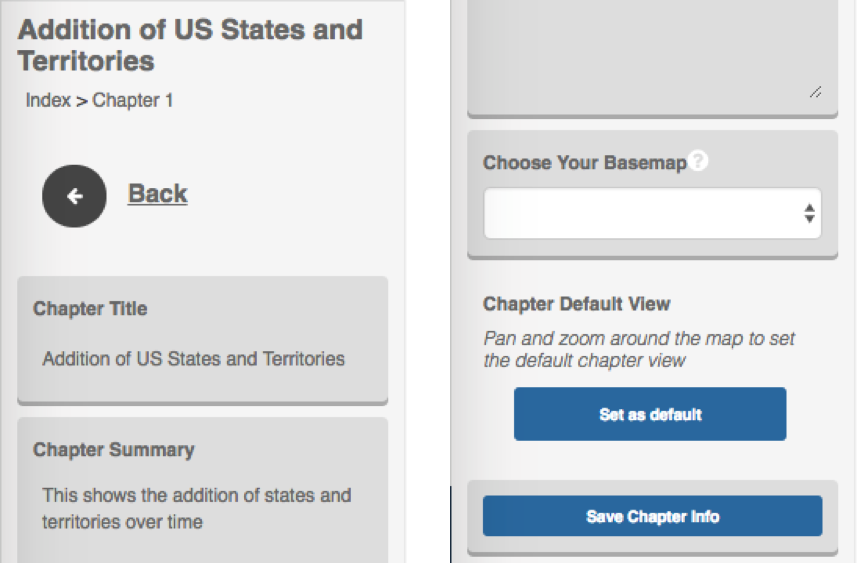 Addition of US States and
Territories
Index > Chapter 1
Back
Chapter Title
Addition of US States and Territories
Chapter Summary
This shows the addition of states and
territories over time
Choose Your Basemap ?
Chapter Default View
Pan and zoom around the map to set
the default chapter view
Set as default
Save Chapter Info